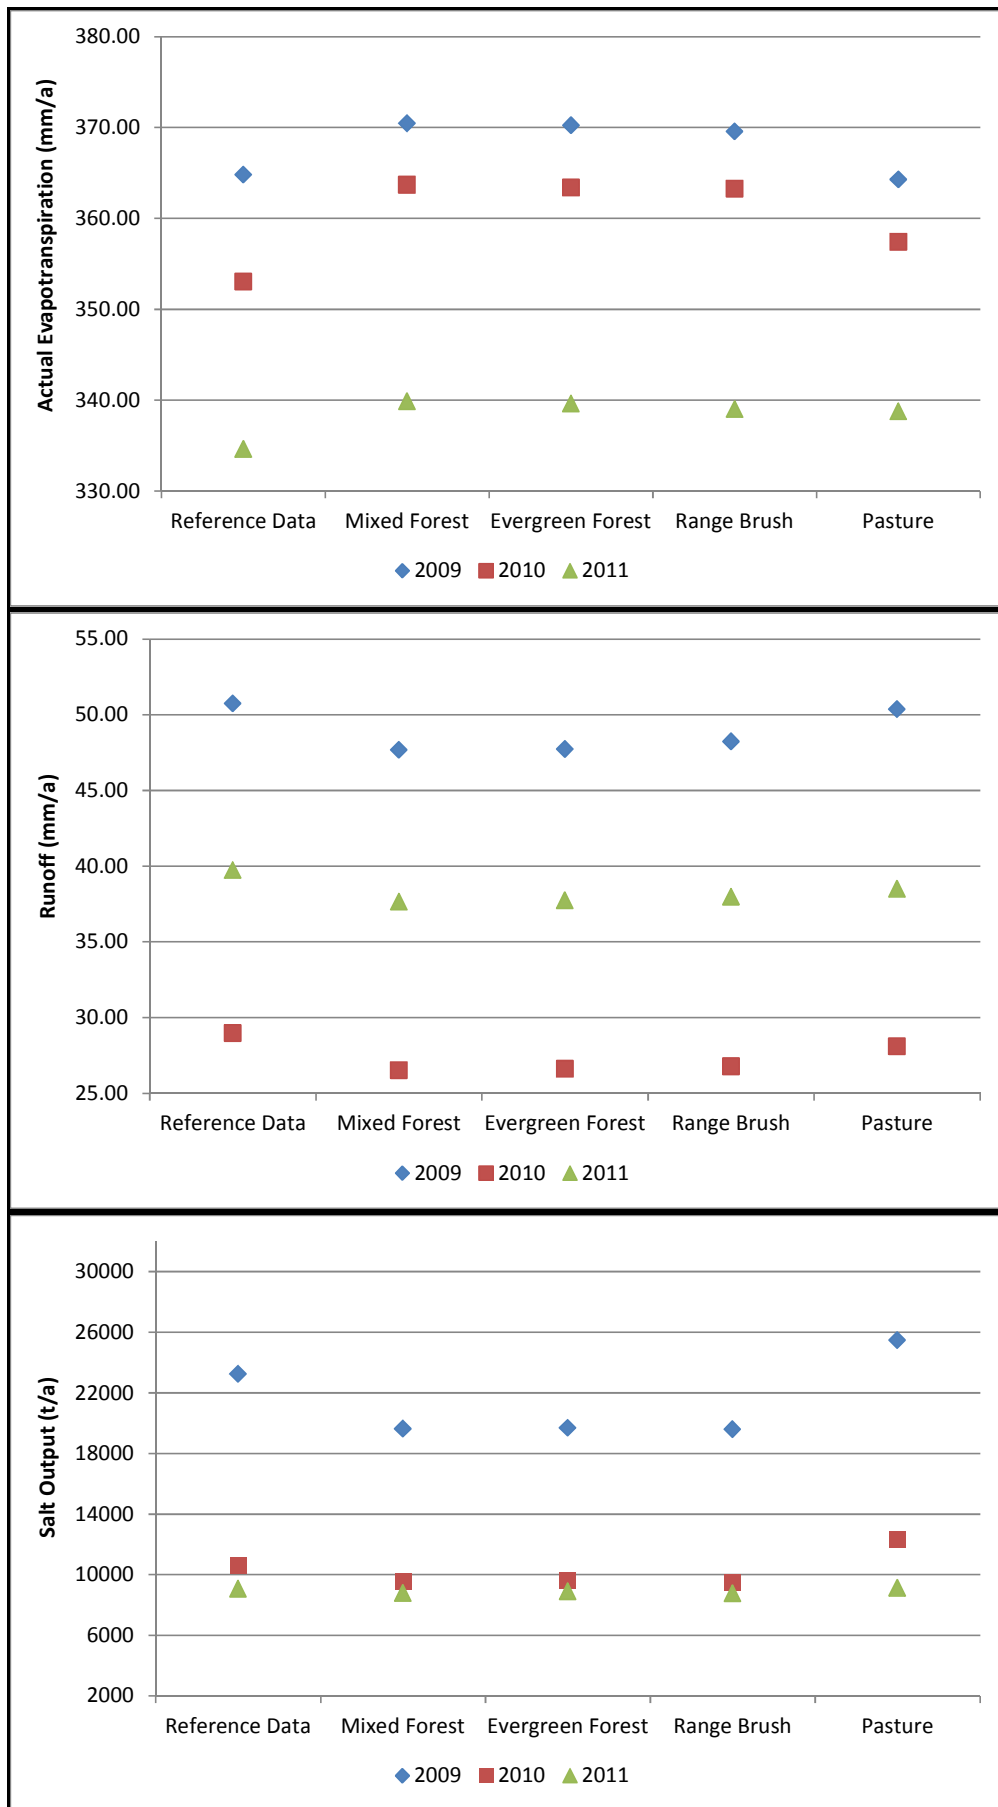 380.00
370.00
360.00
350.00
340.00
330.00
Actual Evapotranspiration (mm/a)
Reference Data Mixed Forest Evergreen Forest Range Brush Pasture
2009 2010 2011
55.00
50.00
45.00
40.00
35.00
30.00
25.00
Runoff (mm/a)
Reference Data Mixed Forest Evergreen Forest Range Brush Pasture
2009 2010 2011
30000
26000
22000
18000
14000
10000
6000
2000
Salt Output (t/a)
Reference Data Mixed Forest Evergreen Forest Range Brush Pasture
2009 2010 2011